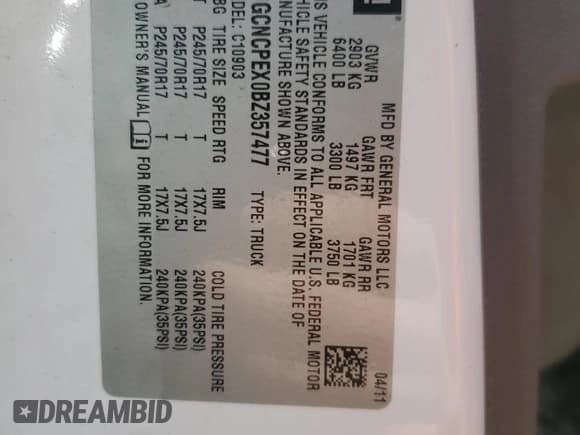 MFD BY GENERAL MOTORS LLC 04/11
GVWR GAWR FRT GAWR RR
2903 KG 1497 KG 1701 KG
6400 LB 3300 LB 3750 LB
IS VEHICLE CONFORMS TO ALL APPLICABLE U.S. FEDERAL MOTOR
HICLE SAFETY STANDARDS IN EFFECT ON THE DATE OF
NUFACTURE SHOWN ABOVE.
GCNCPEX0BZ357477 TYPE: TRUCK
DEL: C10903
BG TIRE SIZE SPEED RTG RIM COLD TIRE PRESSURE
T P245/70R17 T 17X7.5J 240KPA(35PSI)
P245/70R17 T 17X7.5J 240KPA(35PSI)
A P245/70R17 T 17X7.5J 240KPA(35PSI)
OWNER'S MANUAL FOR MORE INFORMATION.
DREAMBID